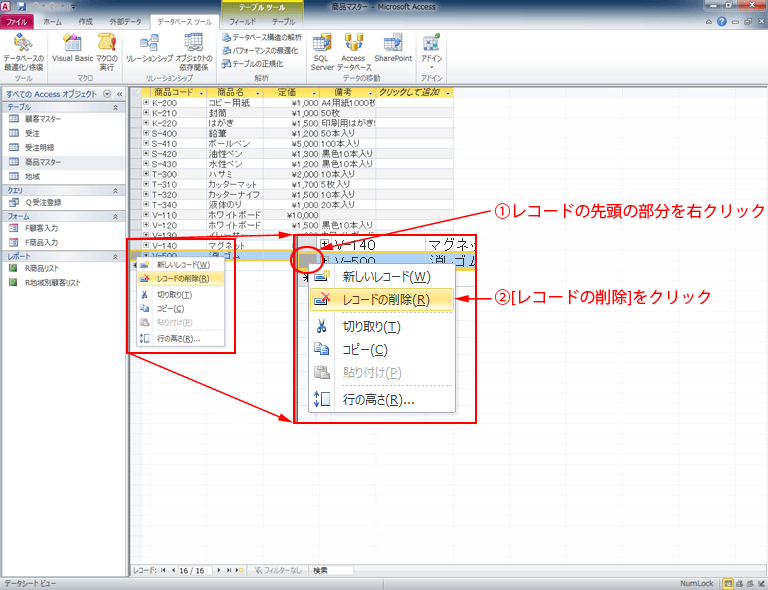 テーブル ツール
商品マスター - Microsoft Access
ファイル ホーム 作成 外部データ データベース ツール フィールド テーブル
データベースの最適化/修復
ツール
Visual Basic
マクロの実行
マクロ
リレーションシップ
オブジェクトの依存関係
リレーションシップ
データベース構造の解析
パフォーマンスの最適化
テーブルの正規化
解析
SQL Server
Access データベース
SharePoint
データの移動
アドイン
アドイン
すべての Access オブジェクト
テーブル
顧客マスター
受注
受注明細
商品マスター
地域
クエリ
Q受注登録
フォーム
F顧客入力
F商品入力
レポート
R商品リスト
R地域別顧客リスト
商品コード 商品名 定価 備考 クリックして追加
K-200 コピー用紙 ¥1,000 A4用紙1000枚
K-210 封筒 ¥1,000 50枚
K-220 はがき ¥1,500 印刷用はがき
S-400 鉛筆 ¥1,200 50本入り
S-410 ボールペン ¥5,000 100本入り
S-420 油性ペン ¥1,300 黒色10本入り
S-430 水性ペン ¥1,200 黒色10本入り
T-300 ハサミ ¥2,000 10本入り
T-310 カッターマット ¥1,700 5枚入り
T-320 カッターナイフ ¥1,500 10本入り
T-340 液体のり ¥1,000 20本入り
V-110 ホワイトボード ¥10,000
V-120 ホワイトボード ¥1,500 黒色10本入り
V-130 イレーサー
V-140 マグネット
V-500 消しゴム
新しいレコード(W)
レコードの削除(R)
切り取り(T)
コピー(C)
貼り付け(P)
行の高さ(R)...
V-140 マグネッ
V-500 消しゴム
新しいレコード(W)
レコードの削除(R)
切り取り(T)
コピー(C)
貼り付け(P)
行の高さ(R)...
①レコードの先頭の部分を右クリック
②[レコードの削除]をクリック
レコード: 16 / 16 フィルターなし 検索
データシート ビュー
NumLock